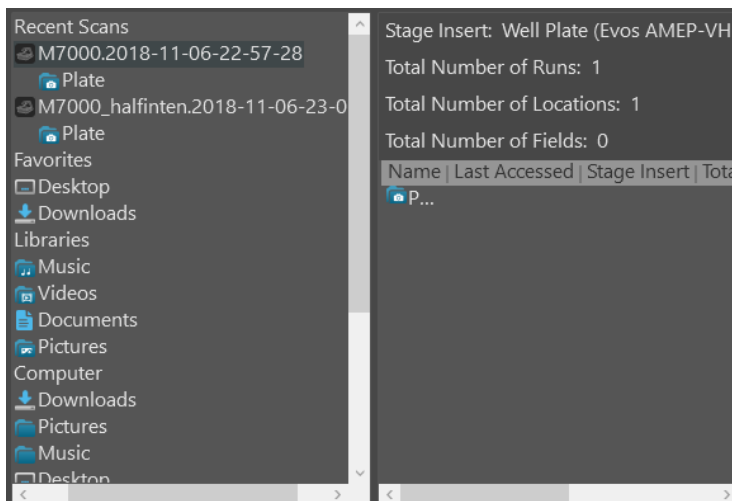 Recent Scans
M7000.2018-11-06-22-57-28
Plate
M7000_halfinten.2018-11-06-23-0
Plate
Favorites
Desktop
Downloads
Libraries
Music
Videos
Documents
Pictures
Computer
Downloads
Pictures
Music
Desktop
Stage Insert: Well Plate (Evos AMEP-VH
Total Number of Runs: 1
Total Number of Locations: 1
Total Number of Fields: 0
Name | Last Accessed | Stage Insert | Tota
P...